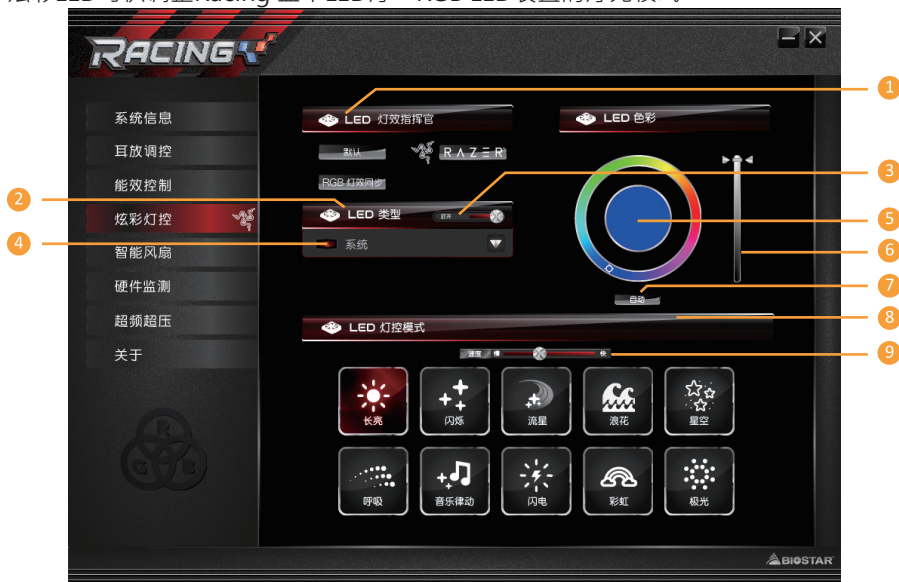 RACING
系统信息
耳放调控
能效控制
炫彩灯控
智能风扇
硬件监测
超频超压
关于
LED 灯效指挥官
默认
RAZER
RGB 灯效同步
LED 类型
打开
系统
LED 色彩
自动
LED 灯控模式
速度 慢 快
长亮
闪烁
流星
浪花
星空
呼吸
音乐律动
闪电
彩虹
极光
R
G B
BIOSTAR
1
2
3
4
5
6
7
8
9